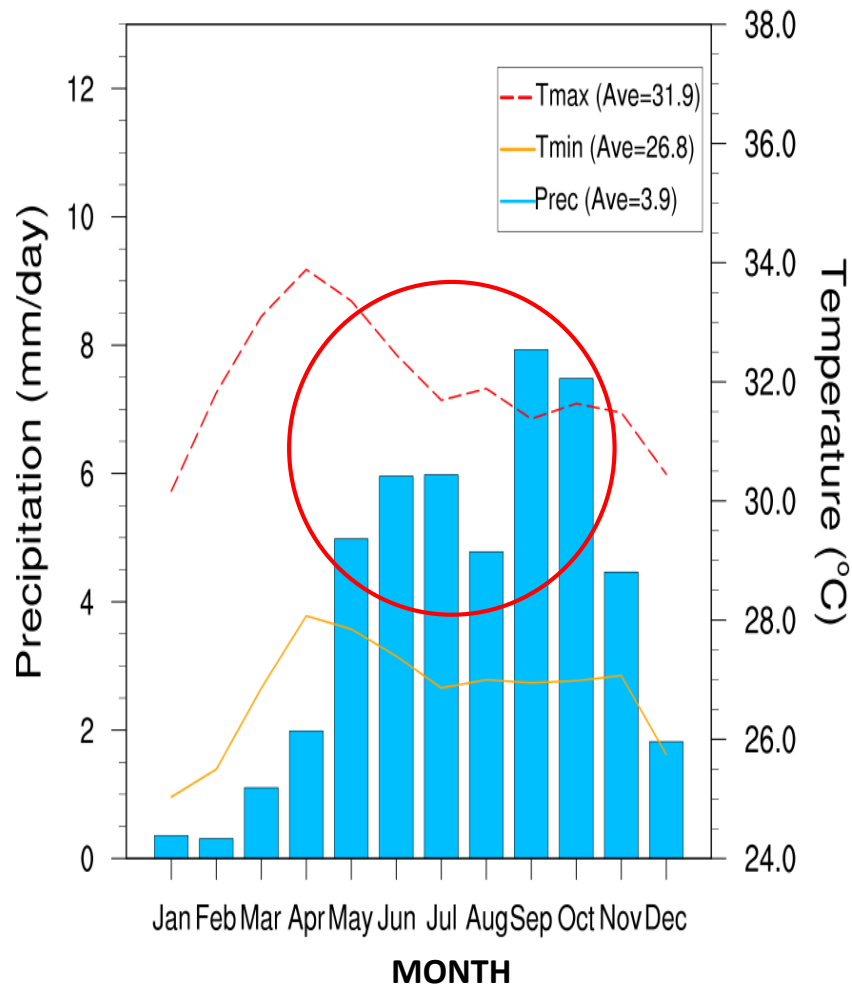 Precipitation (mm/day)
12
10
8
6
4
2
0
Tmax (Ave=31.9)
Tmin (Ave=26.8)
Prec (Ave=3.9)
38.0
36.0
34.0
32.0
30.0
28.0
26.0
24.0
Temperature (°C)
Jan Feb Mar Apr May Jun Jul Aug Sep Oct Nov Dec
MONTH